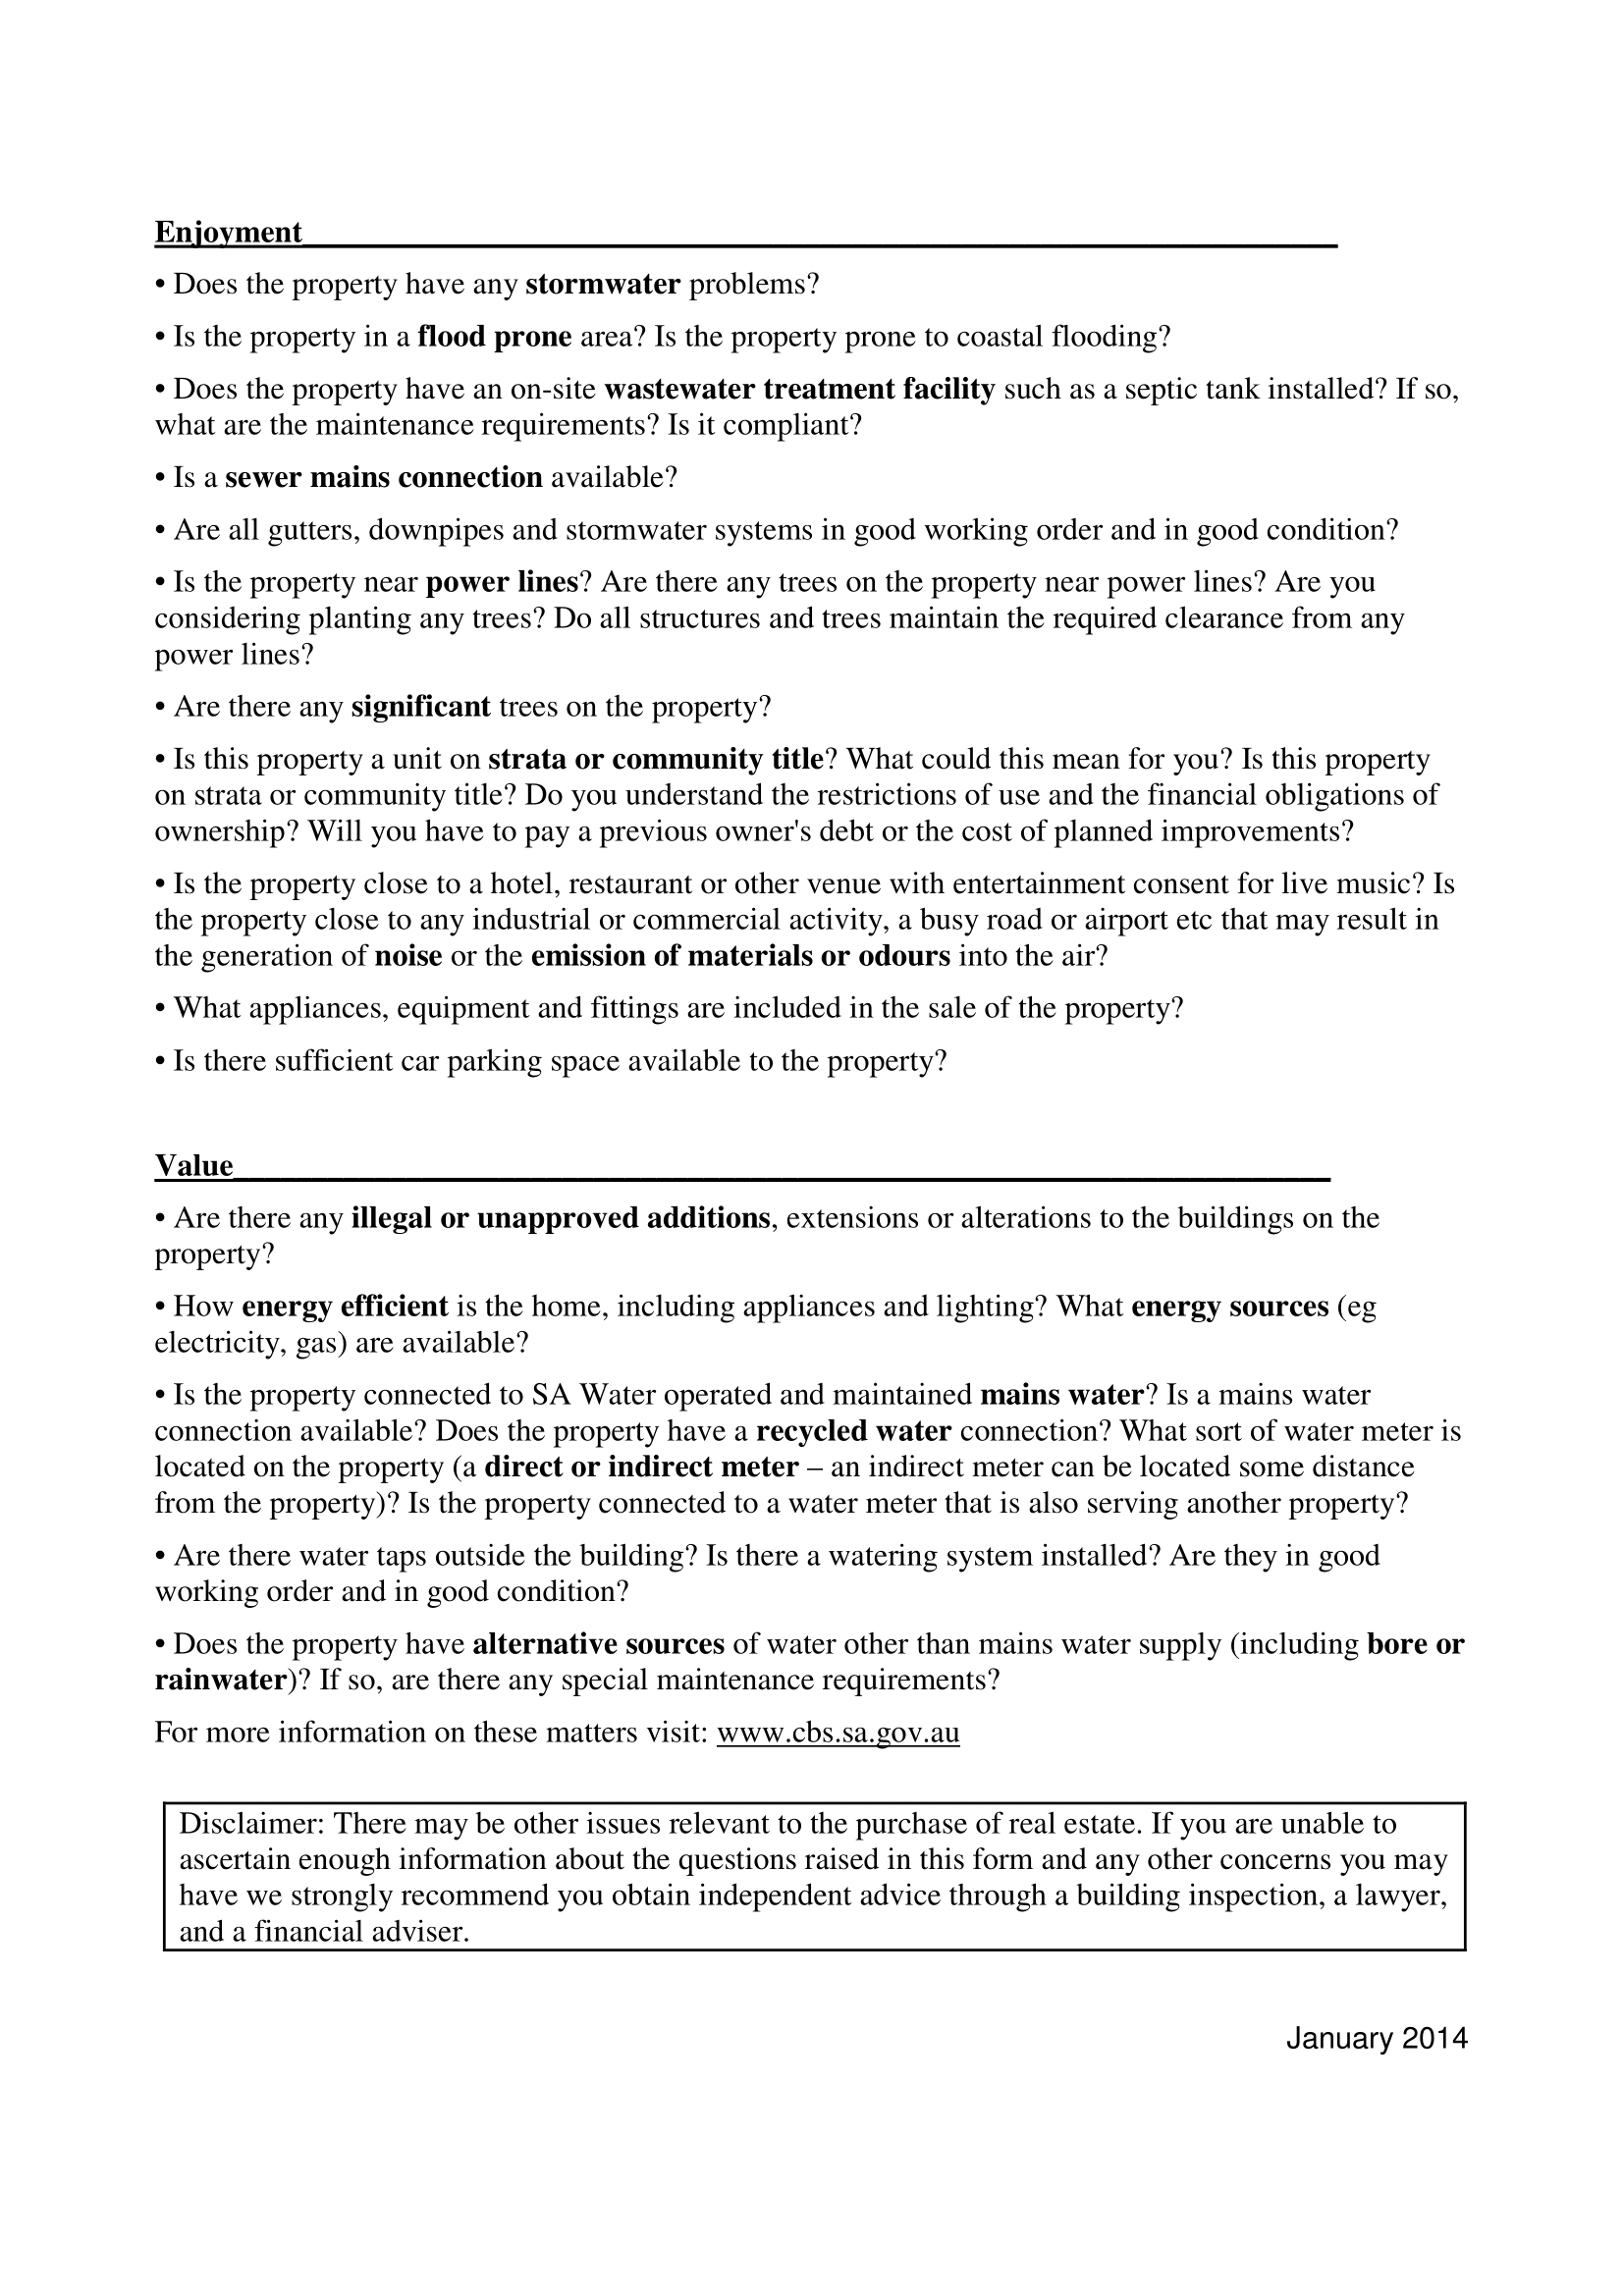 Enjoyment
• Does the property have any stormwater problems?
• Is the property in a flood prone area? Is the property prone to coastal flooding?
• Does the property have an on-site wastewater treatment facility such as a septic tank installed? If so,
what are the maintenance requirements? Is it compliant?
• Is a sewer mains connection available?
• Are all gutters, downpipes and stormwater systems in good working order and in good condition?
• Is the property near power lines? Are there any trees on the property near power lines? Are you
considering planting any trees? Do all structures and trees maintain the required clearance from any
power lines?
• Are there any significant trees on the property?
• Is this property a unit on strata or community title? What could this mean for you? Is this property
on strata or community title? Do you understand the restrictions of use and the financial obligations of
ownership? Will you have to pay a previous owner's debt or the cost of planned improvements?
• Is the property close to a hotel, restaurant or other venue with entertainment consent for live music? Is
the property close to any industrial or commercial activity, a busy road or airport etc that may result in
the generation of noise or the emission of materials or odours into the air?
• What appliances, equipment and fittings are included in the sale of the property?
• Is there sufficient car parking space available to the property?
Value
• Are there any illegal or unapproved additions, extensions or alterations to the buildings on the
property?
• How energy efficient is the home, including appliances and lighting? What energy sources (eg
electricity, gas) are available?
• Is the property connected to SA Water operated and maintained mains water? Is a mains water
connection available? Does the property have a recycled water connection? What sort of water meter is
located on the property (a direct or indirect meter – an indirect meter can be located some distance
from the property)? Is the property connected to a water meter that is also serving another property?
• Are there water taps outside the building? Is there a watering system installed? Are they in good
working order and in good condition?
• Does the property have alternative sources of water other than mains water supply (including bore or
rainwater)? If so, are there any special maintenance requirements?
For more information on these matters visit: www.cbs.sa.gov.au
Disclaimer: There may be other issues relevant to the purchase of real estate. If you are unable to
ascertain enough information about the questions raised in this form and any other concerns you may
have we strongly recommend you obtain independent advice through a building inspection, a lawyer,
and a financial adviser.
January 2014